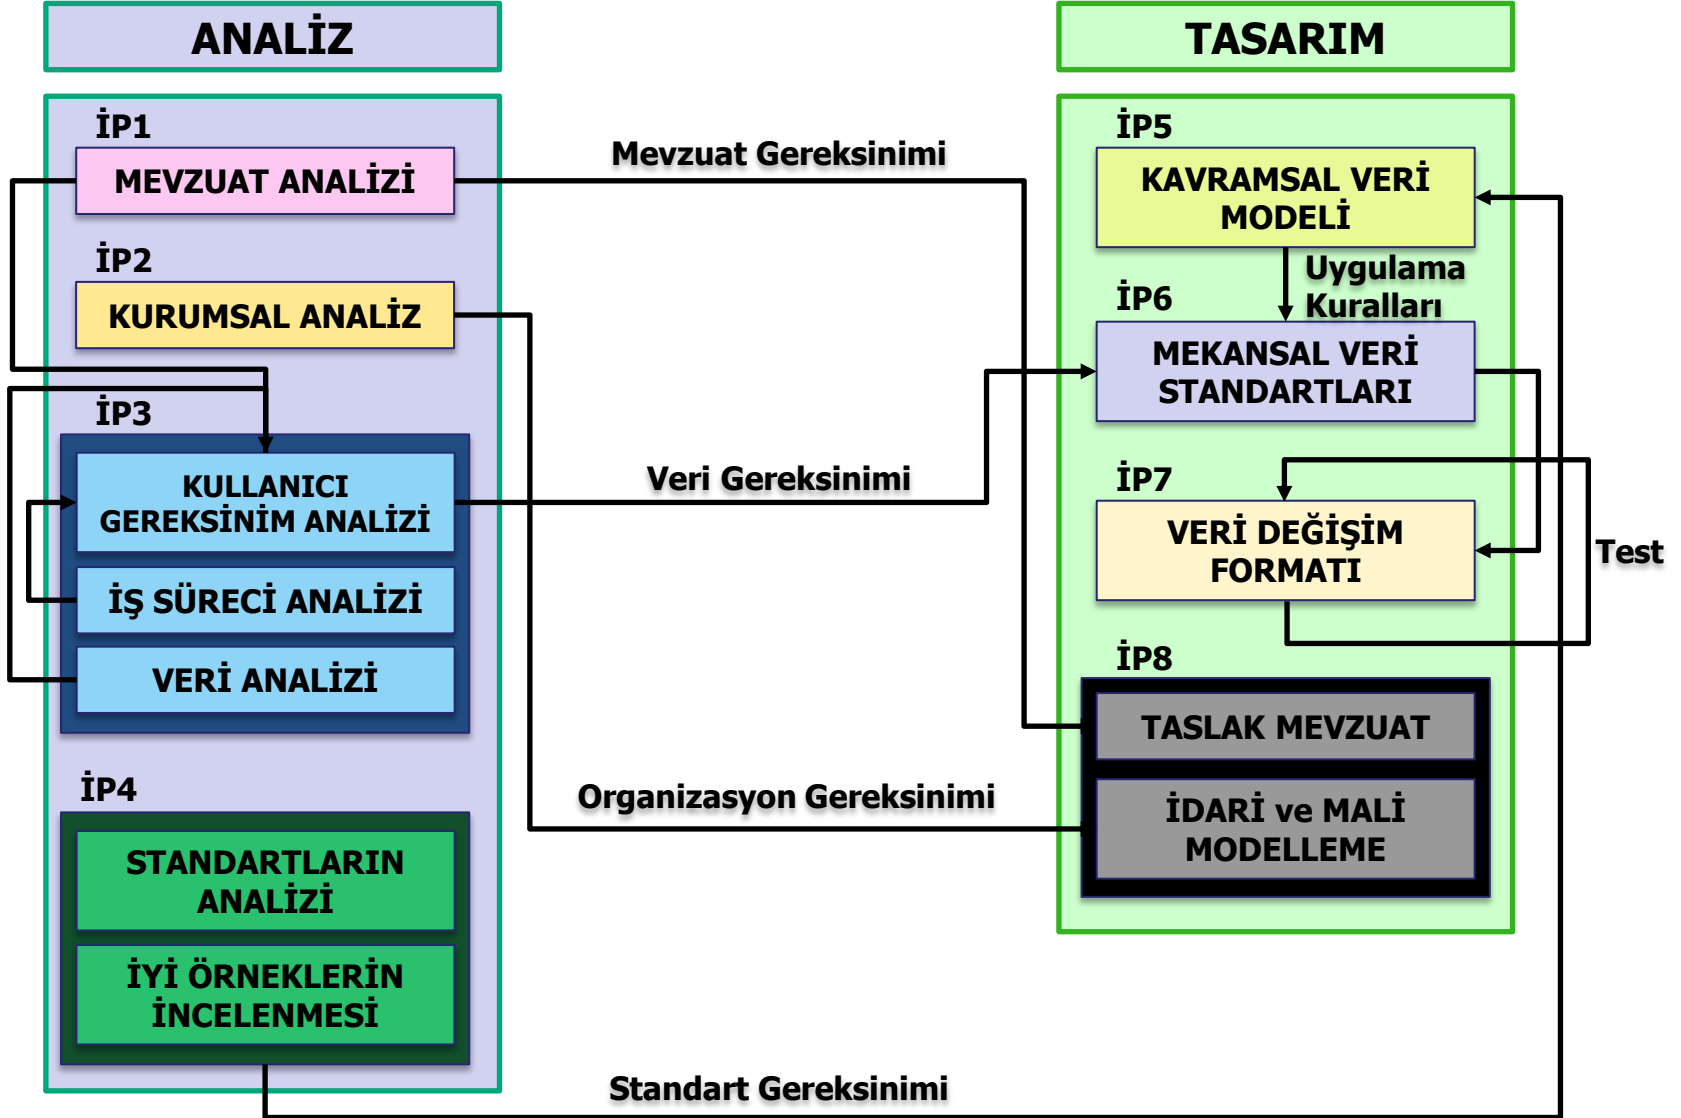 ANALİZ
İP1
MEVZUAT ANALİZİ
İP2
KURUMSAL ANALİZ
İP3
KULLANICI
GEREKSİNİM ANALİZİ
İŞ SÜRECİ ANALİZİ
VERİ ANALİZİ
İP4
STANDARTLARIN
ANALİZİ
İYİ ÖRNEKLERİN
İNCELENMESİ
Mevzuat Gereksinimi
Veri Gereksinimi
Organizasyon Gereksinimi
Standart Gereksinimi
TASARIM
İP5
KAVRAMSAL VERİ
MODELİ
Uygulama
Kuralları
İP6
MEKANSAL VERİ
STANDARTLARI
İP7
VERİ DEĞİŞİM
FORMATI
Test
İP8
TASLAK MEVZUAT
İDARİ ve MALİ
MODELLEME